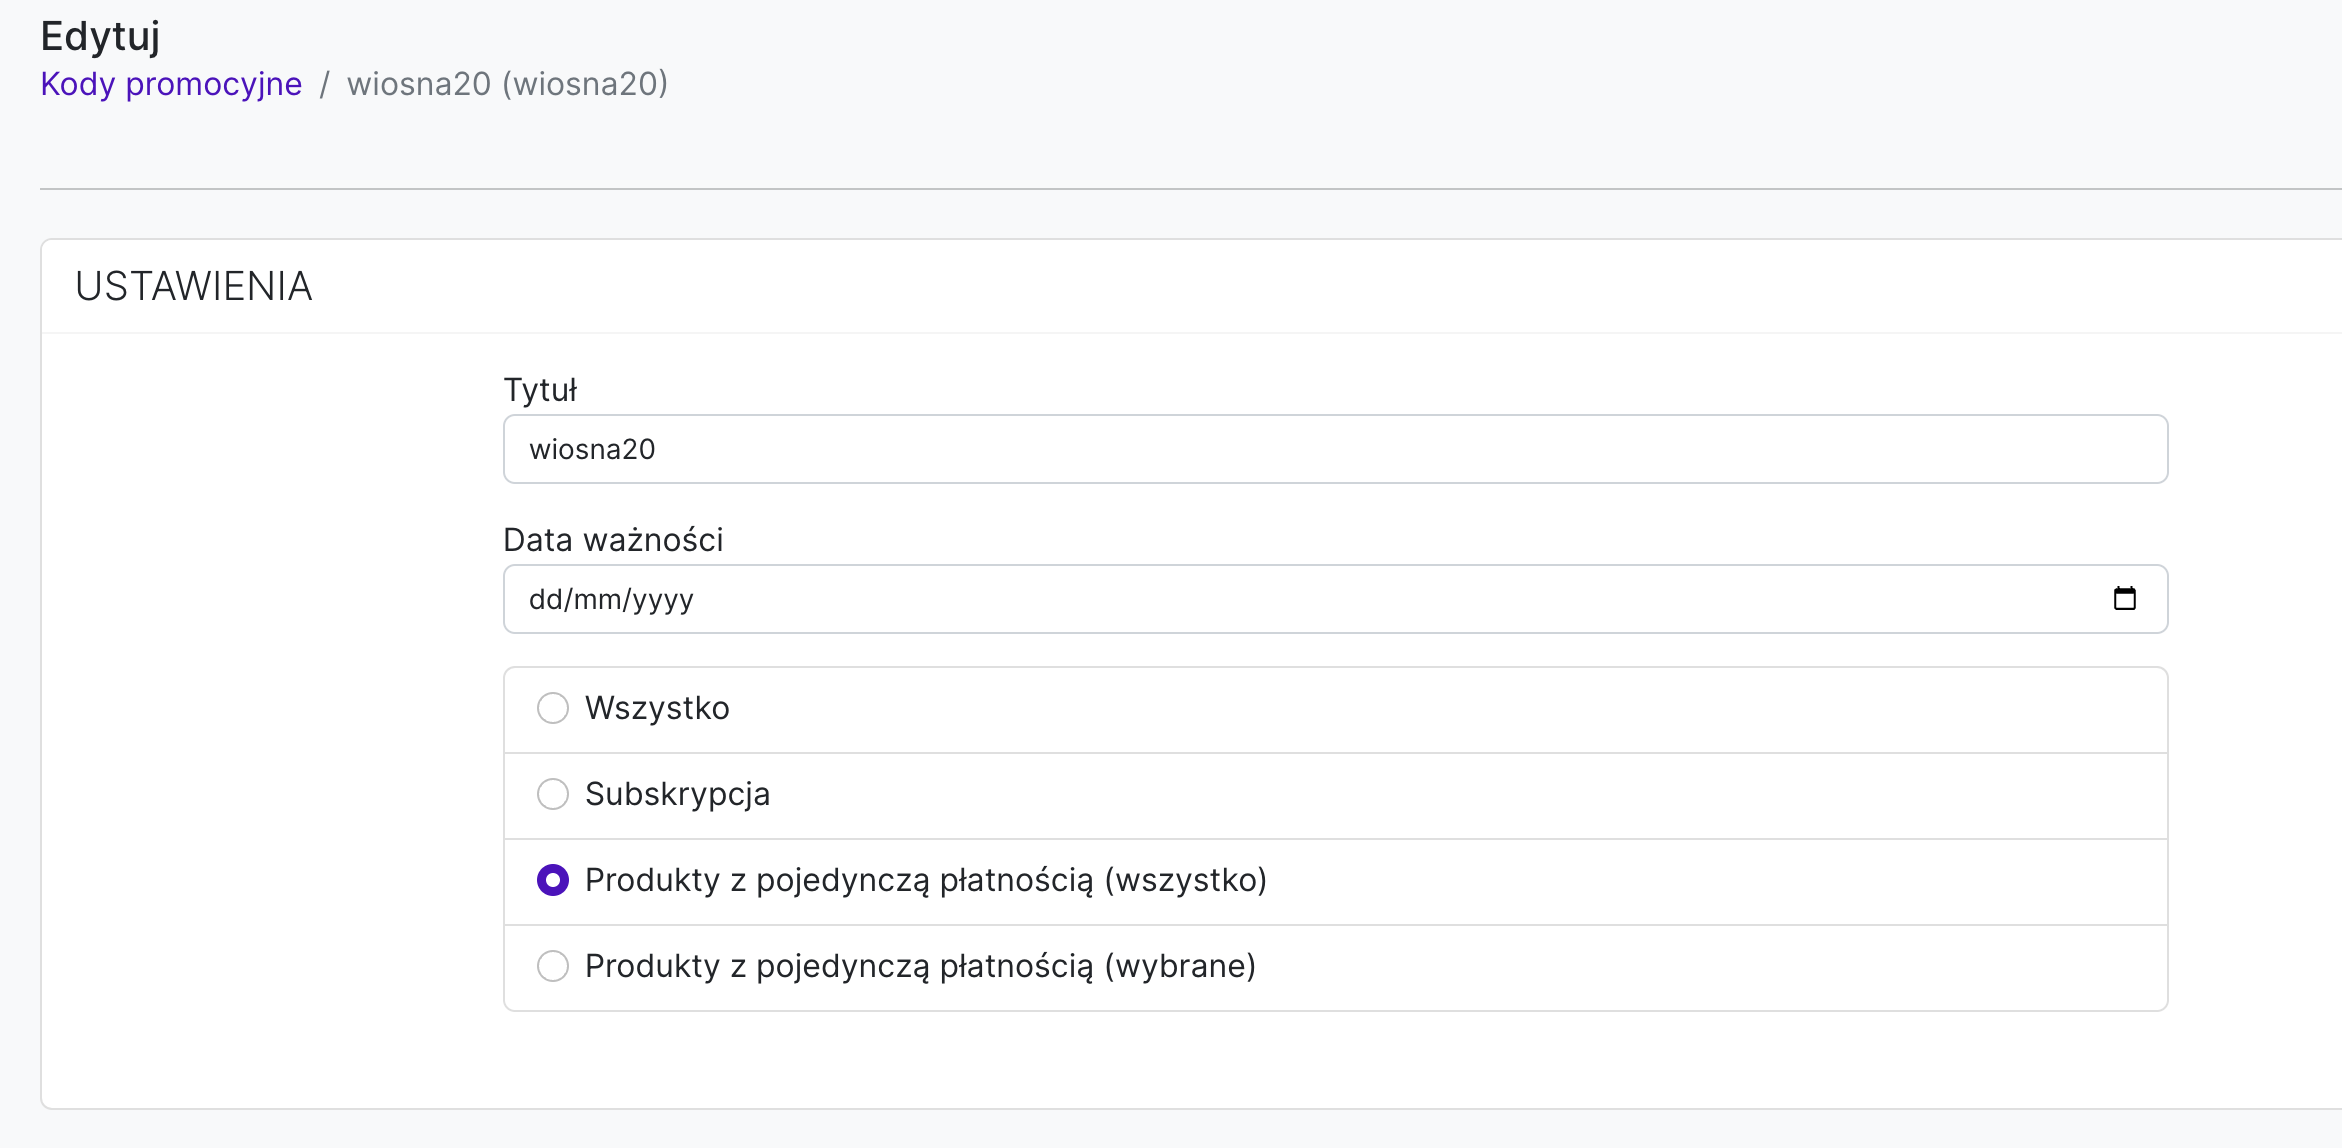 Edytuj
Kody promocyjne / wiosna20 (wiosna20)
USTAWIENIA
Tytuł
wiosna20
Data ważności
dd/mm/yyyy
Wszystko
Subskrypcja
Produkty z pojedynczą płatnością (wszystko)
Produkty z pojedynczą płatnością (wybrane)